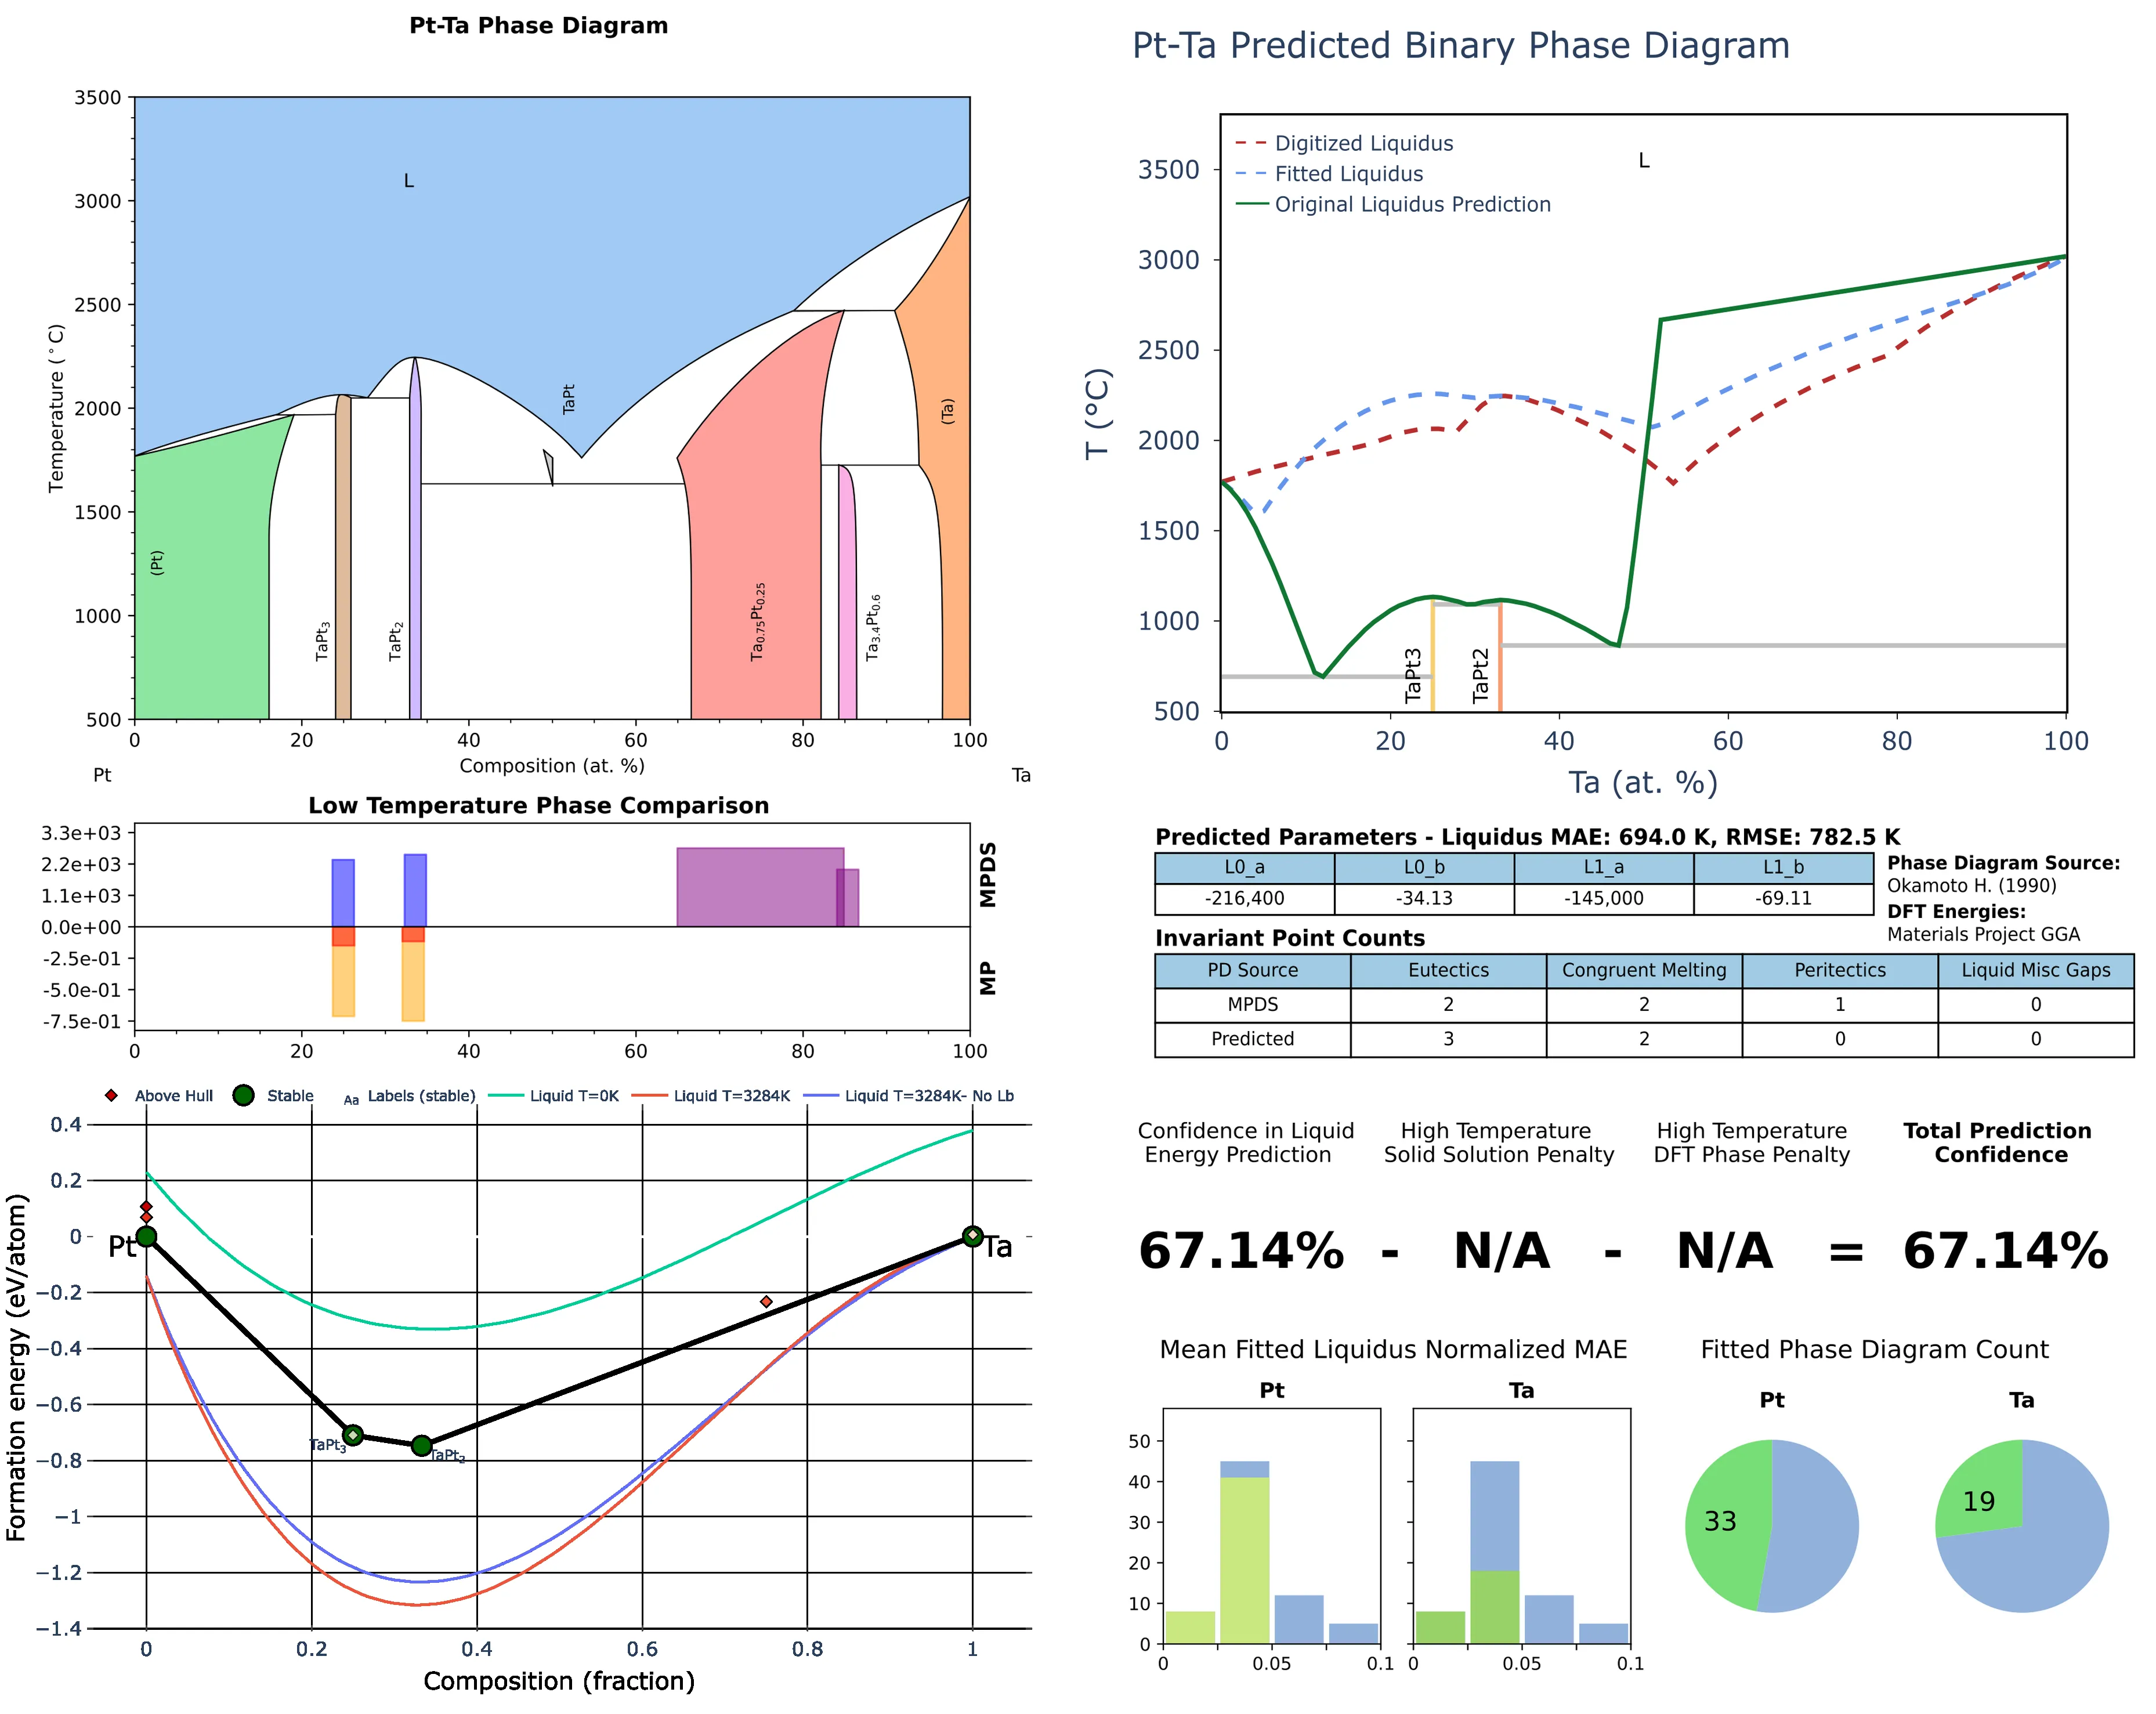 Pt-Ta Phase Diagram
3500
3000
2500
2000
1500
1000
500
Temperature (°C)
L
TaPt
(Pt)
TaPt3
TaPt2
Ta0.75Pt0.25
Ta3.4Pt0.6
(Ta)
0 20 40 60 80 100
Composition (at. %)
Pt Ta
Pt-Ta Predicted Binary Phase Diagram
Digitized Liquidus
Fitted Liquidus
Original Liquidus Prediction
L
3500
3000
2500
2000
1500
1000
500
T (°C)
TaPt3
TaPt2
0 20 40 60 80 100
Ta (at. %)
Low Temperature Phase Comparison
3.3e+03
2.2e+03
1.1e+03
0.0e+00
-2.5e-01
-5.0e-01
-7.5e-01
MPDS
MP
0 20 40 60 80 100
Predicted Parameters - Liquidus MAE: 694.0 K, RMSE: 782.5 K
L0_a L0_b L1_a L1_b
-216,400 -34.13 -145,000 -69.11
Phase Diagram Source:
Okamoto H. (1990)
DFT Energies:
Materials Project GGA
Invariant Point Counts
PD Source Eutectics Congruent Melting Peritectics Liquid Misc Gaps
MPDS 2 2 1 0
Predicted 3 2 0 0
Above Hull Stable Aa Labels (stable) Liquid T=0K Liquid T=3284K Liquid T=3284K- No Lb
0.4
0.2
0
−0.2
−0.4
−0.6
−0.8
−1
−1.2
−1.4
Formation energy (eV/atom)
Pt
Ta
TaPt3
TaPt2
0 0.2 0.4 0.6 0.8 1
Composition (fraction)
Confidence in Liquid
Energy Prediction
High Temperature
Solid Solution Penalty
High Temperature
DFT Phase Penalty
Total Prediction
Confidence
67.14% - N/A - N/A = 67.14%
Mean Fitted Liquidus Normalized MAE
Pt Ta
50
40
30
20
10
0
0 0.05 0.1
0 0.05 0.1
Fitted Phase Diagram Count
Pt Ta
33
19